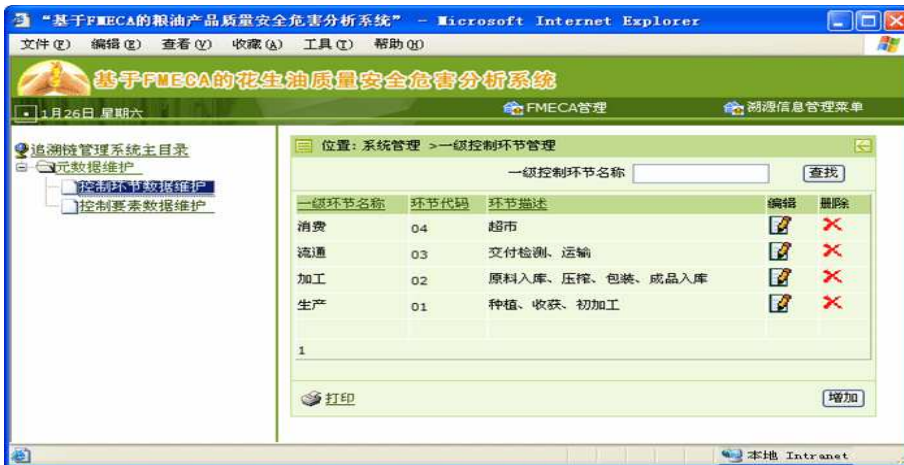 “基于FMECA的粮油产品质量安全危害分析系统” - Microsoft Internet Explorer
文件(F) 编辑(E) 查看(V) 收藏(A) 工具(T) 帮助(H)
基于FMECA的花生油质量安全危害分析系统
1月26日 星期六 FMECA管理 溯源信息管理菜单
追溯链管理系统主目录
元数据维护
控制环节数据维护
控制要素数据维护
位置: 系统管理 >一级控制环节管理
一级控制环节名称 查找
一级环节名称 环节代码 环节描述 编辑 删除
消费 04 超市
流通 03 交付检测、运输
加工 02 原料入库、压榨、包装、成品入库
生产 01 种植、收获、初加工
1
打印 增加
本地 Intranet